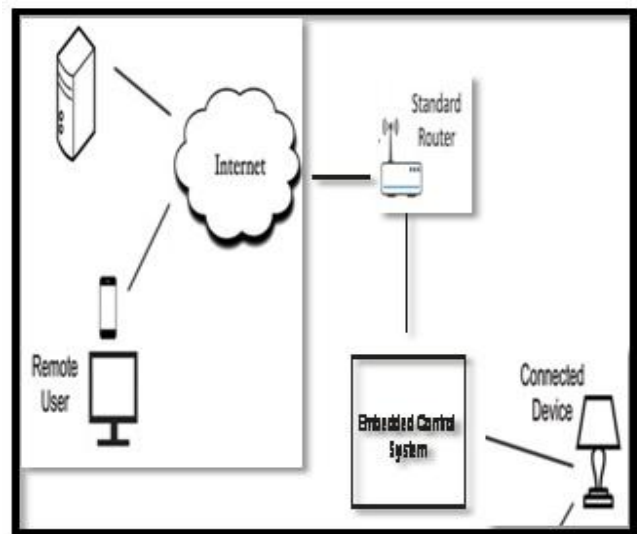 Standard
Router
Internet
Remote
User
Embedded Control
System
Connected
Device